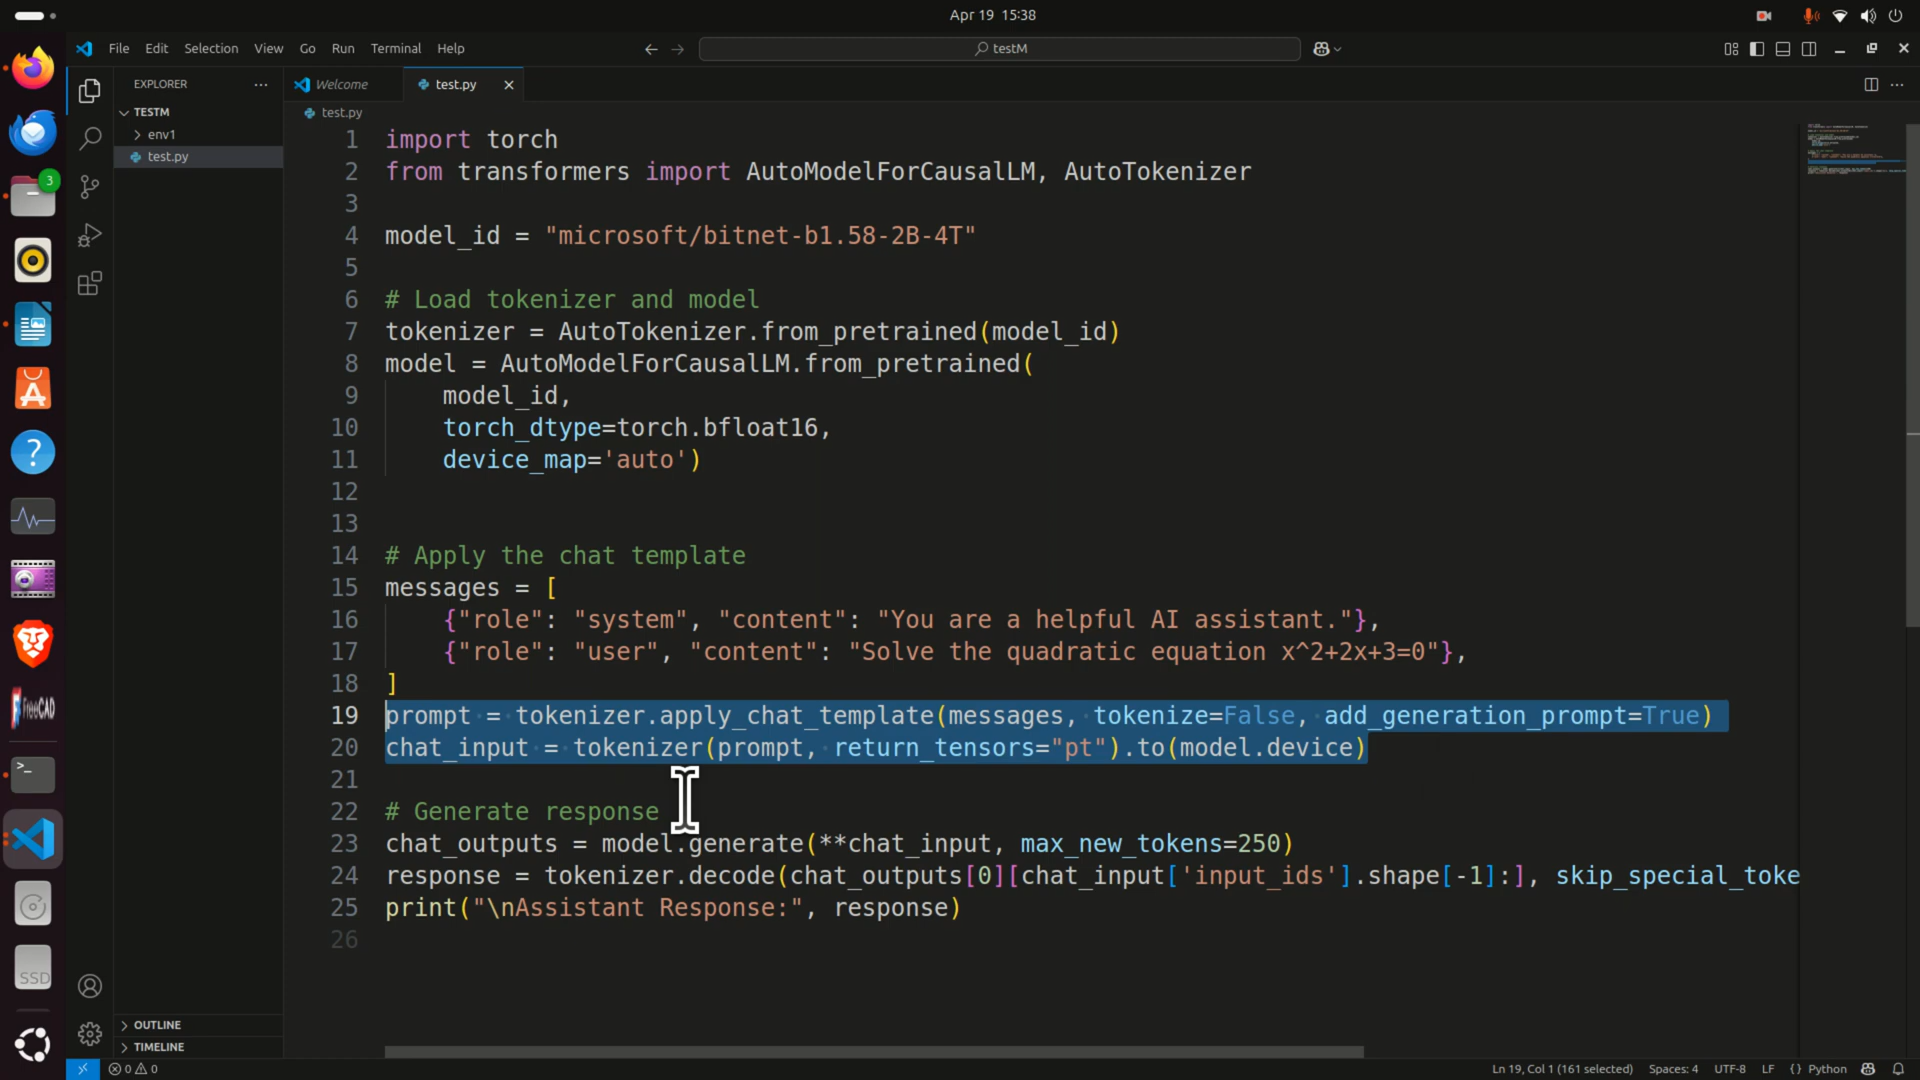 Apr 19 15:38
File Edit Selection View Go Run Terminal Help
testM
EXPLORER
Welcome
test.py
TESTM
env1
test.py
test.py
1 import torch
2 from transformers import AutoModelForCausalLM, AutoTokenizer
3
4 model_id = "microsoft/bitnet-b1.58-2B-4T"
5
6 # Load tokenizer and model
7 tokenizer = AutoTokenizer.from_pretrained(model_id)
8 model = AutoModelForCausalLM.from_pretrained(
9 model_id,
10 torch_dtype=torch.bfloat16,
11 device_map='auto')
12
13
14 # Apply the chat template
15 messages = [
16 {"role": "system", "content": "You are a helpful AI assistant."},
17 {"role": "user", "content": "Solve the quadratic equation x^2+2x+3=0"},
18 ]
19 prompt = tokenizer.apply_chat_template(messages, tokenize=False, add_generation_prompt=True)
20 chat_input = tokenizer(prompt, return_tensors="pt").to(model.device)
21
22 # Generate response
23 chat_outputs = model.generate(**chat_input, max_new_tokens=250)
24 response = tokenizer.decode(chat_outputs[0][chat_input['input_ids'].shape[-1]:], skip_special_toke
25 print("\nAssistant Response:", response)
26
3
FreeCAD
SSD
OUTLINE
TIMELINE
0 0
Ln 19, Col 1 (161 selected) Spaces: 4 UTF-8 LF {} Python